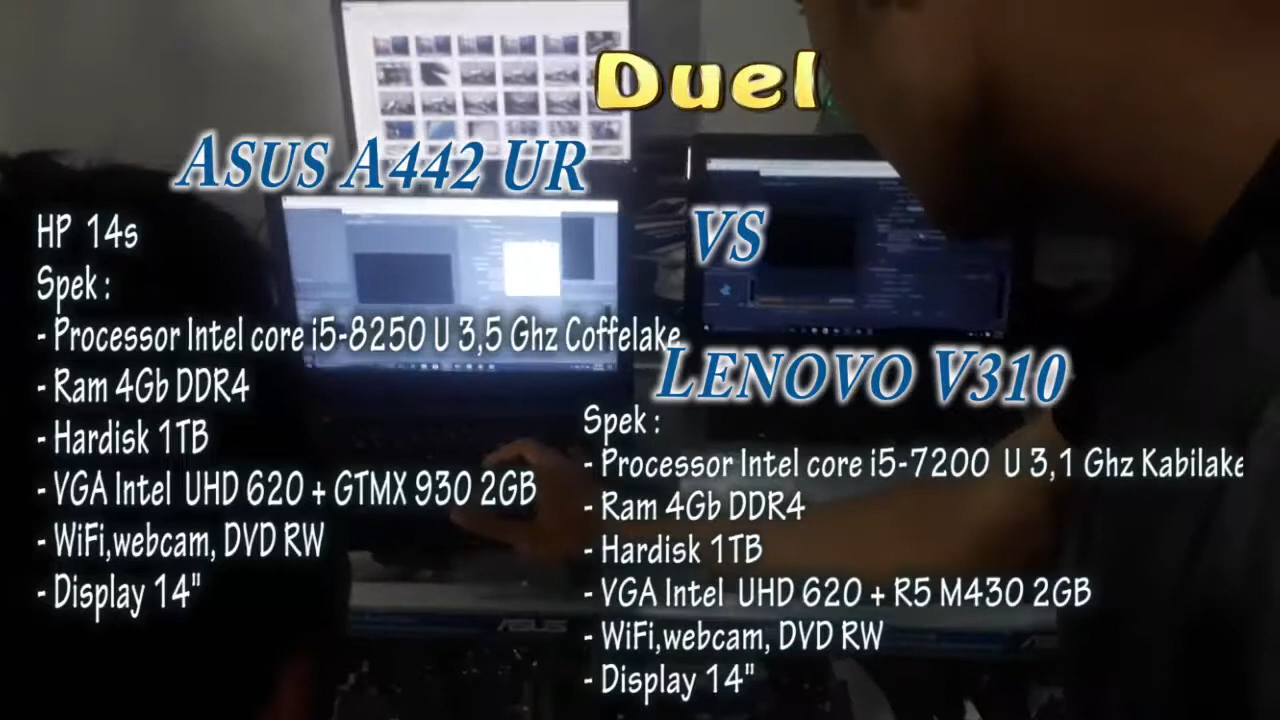 Duel
ASUS A442 UR
VS
LENOVO V310
HP 14s
Spek :
- Processor Intel core i5-8250 U 3,5 Ghz Coffelake
- Ram 4Gb DDR4
- Hardisk 1TB
- VGA Intel UHD 620 + GTMX 930 2GB
- WiFi,webcam, DVD RW
- Display 14"
Spek :
- Processor Intel core i5-7200 U 3,1 Ghz Kabilake
- Ram 4Gb DDR4
- Hardisk 1TB
- VGA Intel UHD 620 + R5 M430 2GB
- WiFi,webcam, DVD RW
- Display 14"
ASUS